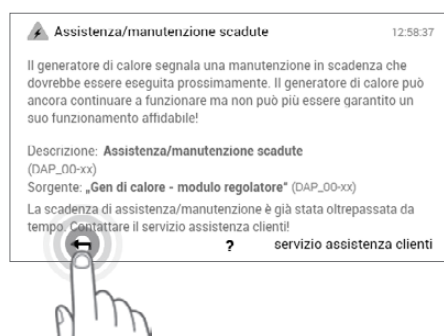 Assistenza/manutenzione scadute 12:58:37
Il generatore di calore segnala una manutenzione in scadenza che
dovrebbe essere eseguita prossimamente. Il generatore di calore può
ancora continuare a funzionare ma non può più essere garantito un
suo funzionamento affidabile!
Descrizione: Assistenza/manutenzione scadute
(DAP_00-xx)
Sorgente: „Gen di calore - modulo regolatore“ (DAP_00-xx)
La scadenza di assistenza/manutenzione è già stata oltrepassata da
tempo. Contattare il servizio assistenza clienti!
? servizio assistenza clienti